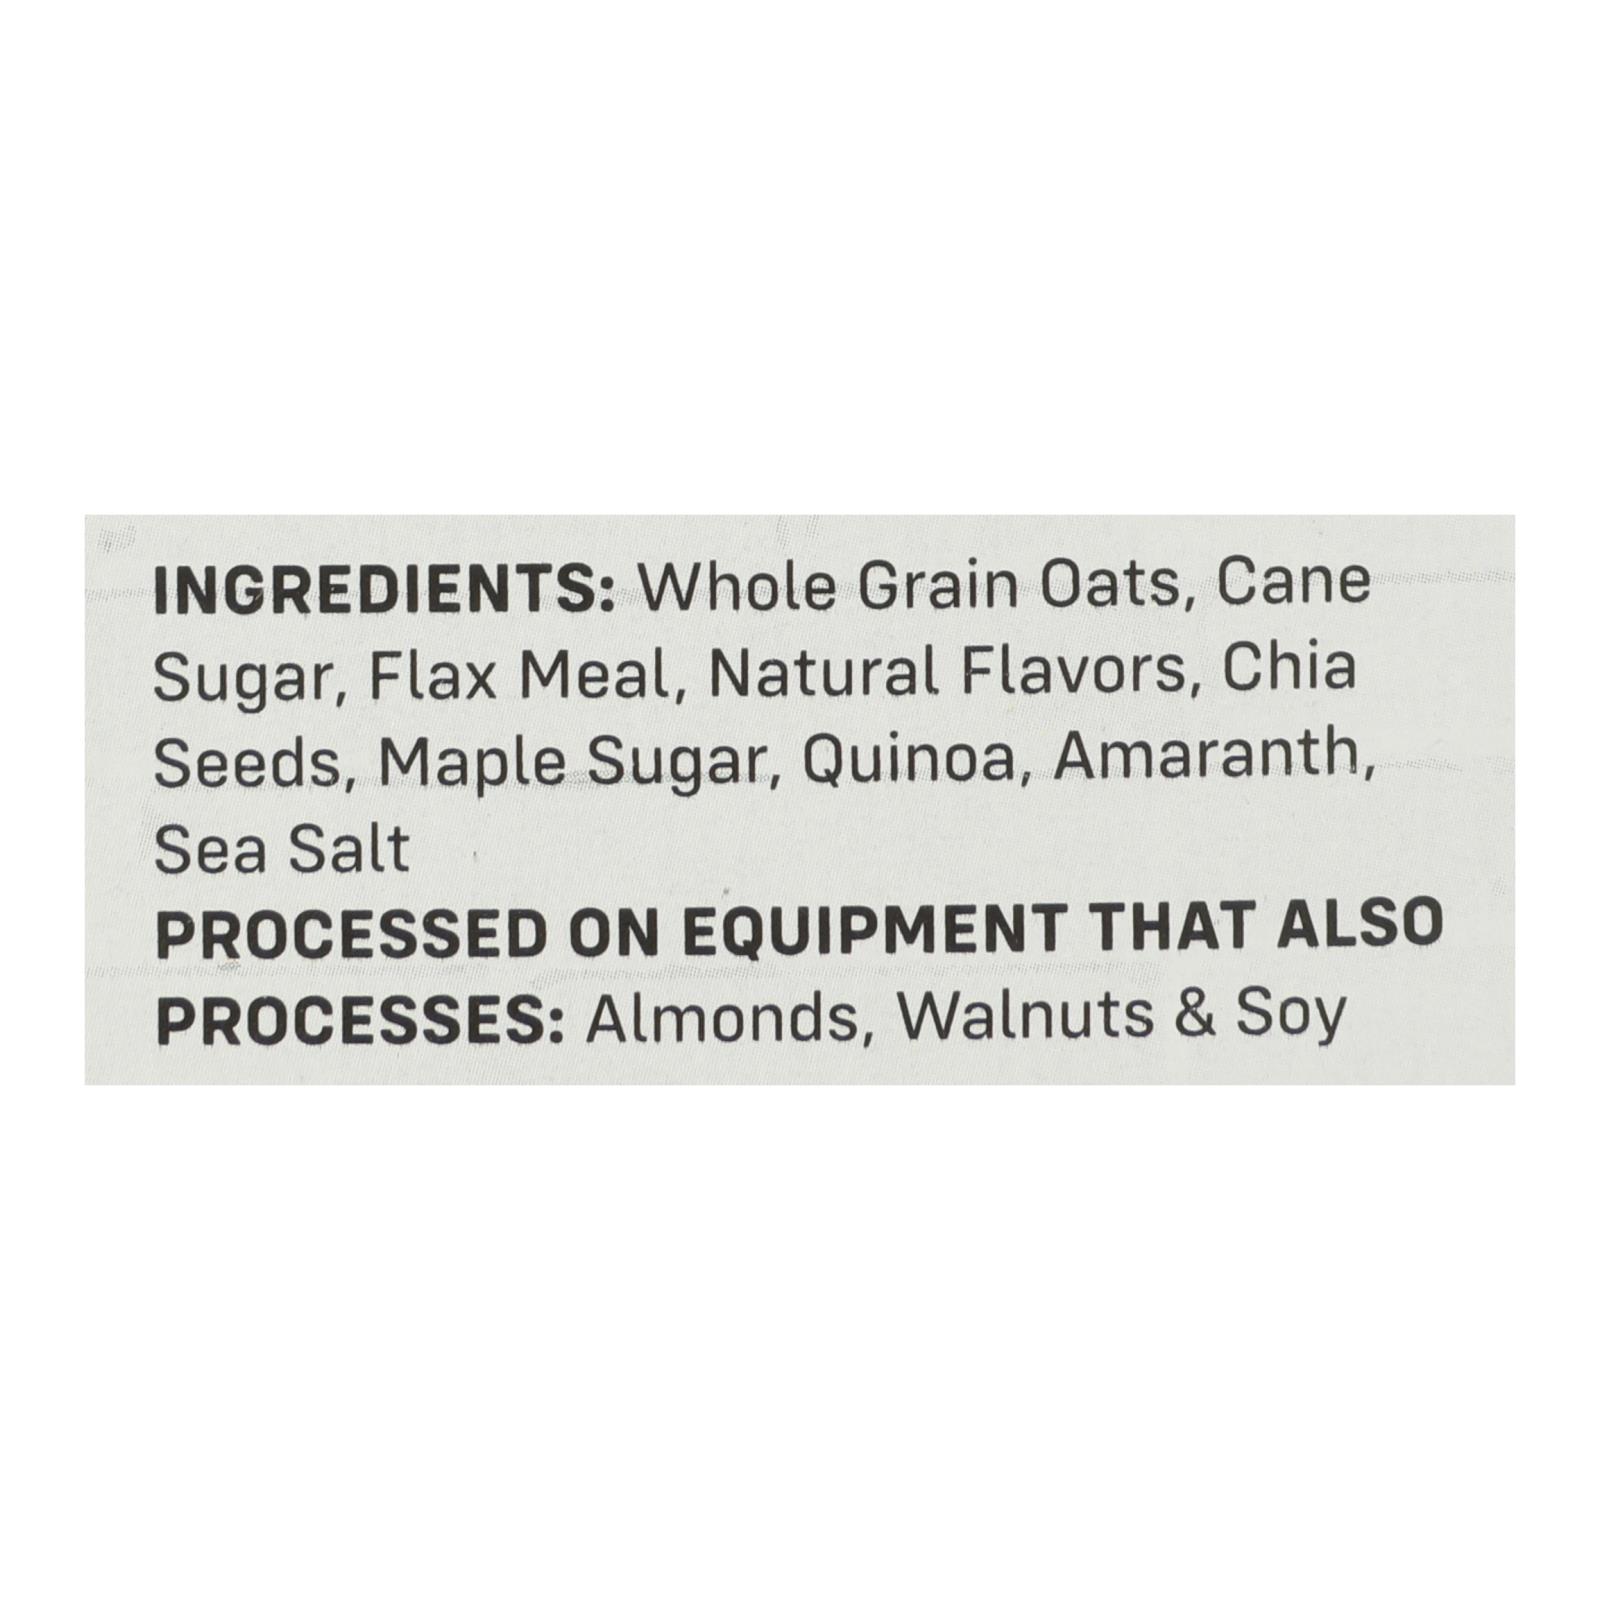 INGREDIENTS: Whole Grain Oats, Cane
Sugar, Flax Meal, Natural Flavors, Chia
Seeds, Maple Sugar, Quinoa, Amaranth,
Sea Salt
PROCESSED ON EQUIPMENT THAT ALSO
PROCESSES: Almonds, Walnuts & Soy